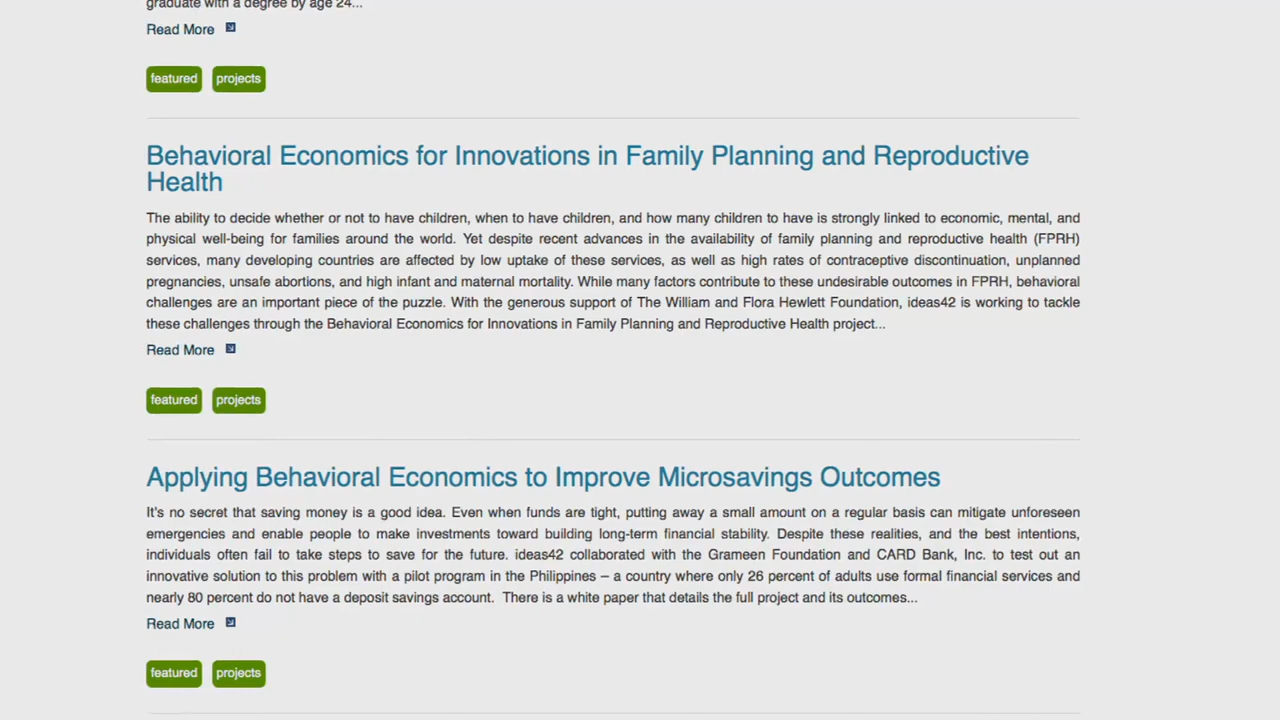 graduate with a degree by age 24...
Read More
featured projects
Behavioral Economics for Innovations in Family Planning and Reproductive
Health
The ability to decide whether or not to have children, when to have children, and how many children to have is strongly linked to economic, mental, and
physical well-being for families around the world. Yet despite recent advances in the availability of family planning and reproductive health (FPRH)
services, many developing countries are affected by low uptake of these services, as well as high rates of contraceptive discontinuation, unplanned
pregnancies, unsafe abortions, and high infant and maternal mortality. While many factors contribute to these undesirable outcomes in FPRH, behavioral
challenges are an important piece of the puzzle. With the generous support of The William and Flora Hewlett Foundation, ideas42 is working to tackle
these challenges through the Behavioral Economics for Innovations in Family Planning and Reproductive Health project...
Read More
featured projects
Applying Behavioral Economics to Improve Microsavings Outcomes
It's no secret that saving money is a good idea. Even when funds are tight, putting away a small amount on a regular basis can mitigate unforeseen
emergencies and enable people to make investments toward building long-term financial stability. Despite these realities, and the best intentions,
individuals often fail to take steps to save for the future. ideas42 collaborated with the Grameen Foundation and CARD Bank, Inc. to test out an
innovative solution to this problem with a pilot program in the Philippines – a country where only 26 percent of adults use formal financial services and
nearly 80 percent do not have a deposit savings account.  There is a white paper that details the full project and its outcomes...
Read More
featured projects